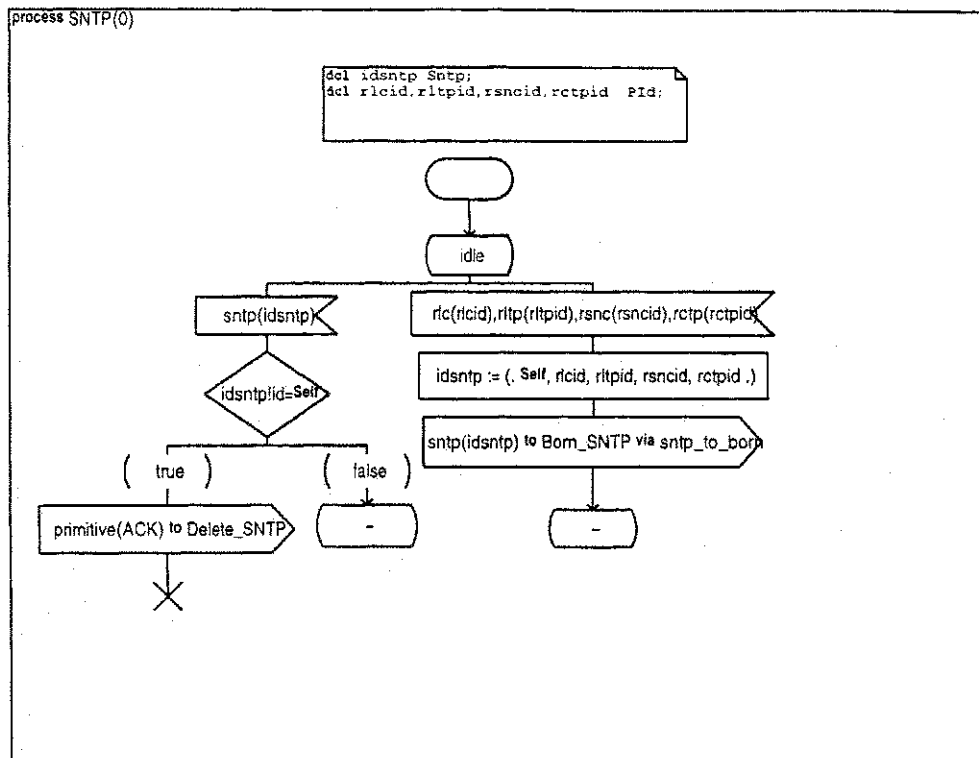 process SNTP(0)
dcl idsntp Sntp;
dcl rlcid,rltpid,rsncid,rctpid PId;
idle
sntp(idsntp)
rlc(rlcid),rltp(rltpid),rsnc(rsncid),rctp(rctpid)
idsntp!id=Self
idsntp := (. Self, rlcid, rltpid, rsncid, rctpid .)
sntp(idsntp) to Born_SNTP via sntp_to_born
( true )
( false )
primitive(ACK) to Delete_SNTP
-
-